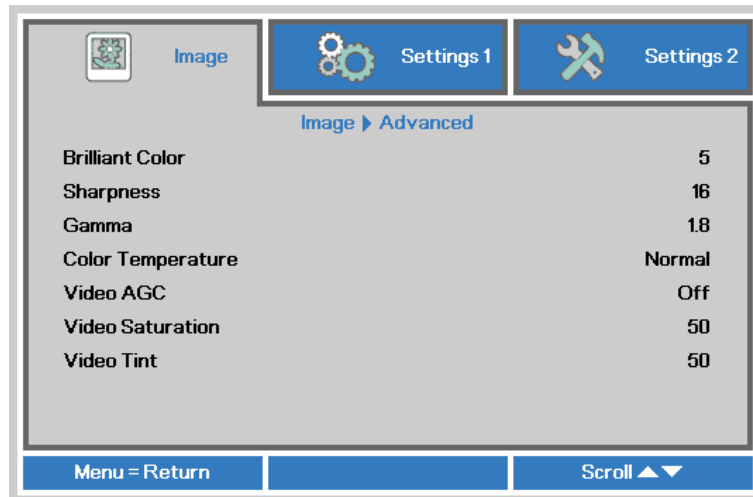 Image Settings 1 Settings 2
Image ▶ Advanced
Brilliant Color 5
Sharpness 16
Gamma 1.8
Color Temperature Normal
Video AGC Off
Video Saturation 50
Video Tint 50
Menu = Return Scroll ▲▼